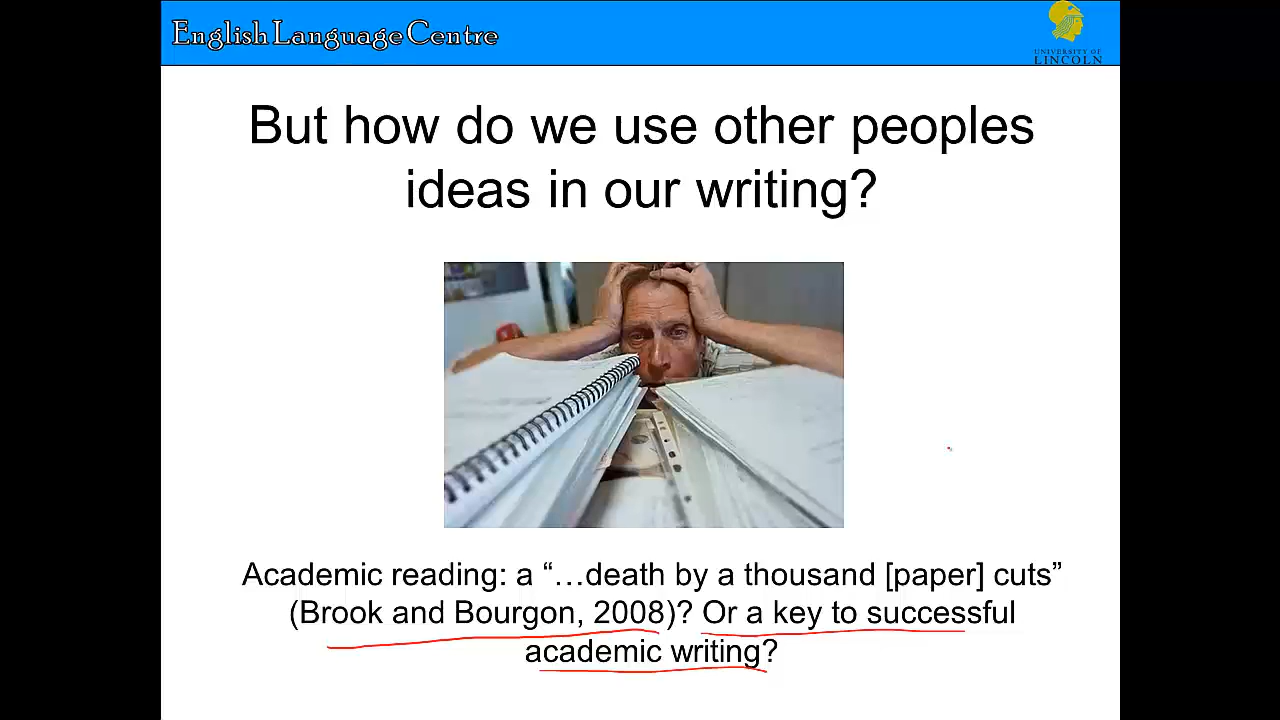 English Language Centre
UNIVERSITY OF
LINCOLN
But how do we use other peoples
ideas in our writing?
Academic reading: a “…death by a thousand [paper] cuts”
(Brook and Bourgon, 2008)? Or a key to successful
academic writing?